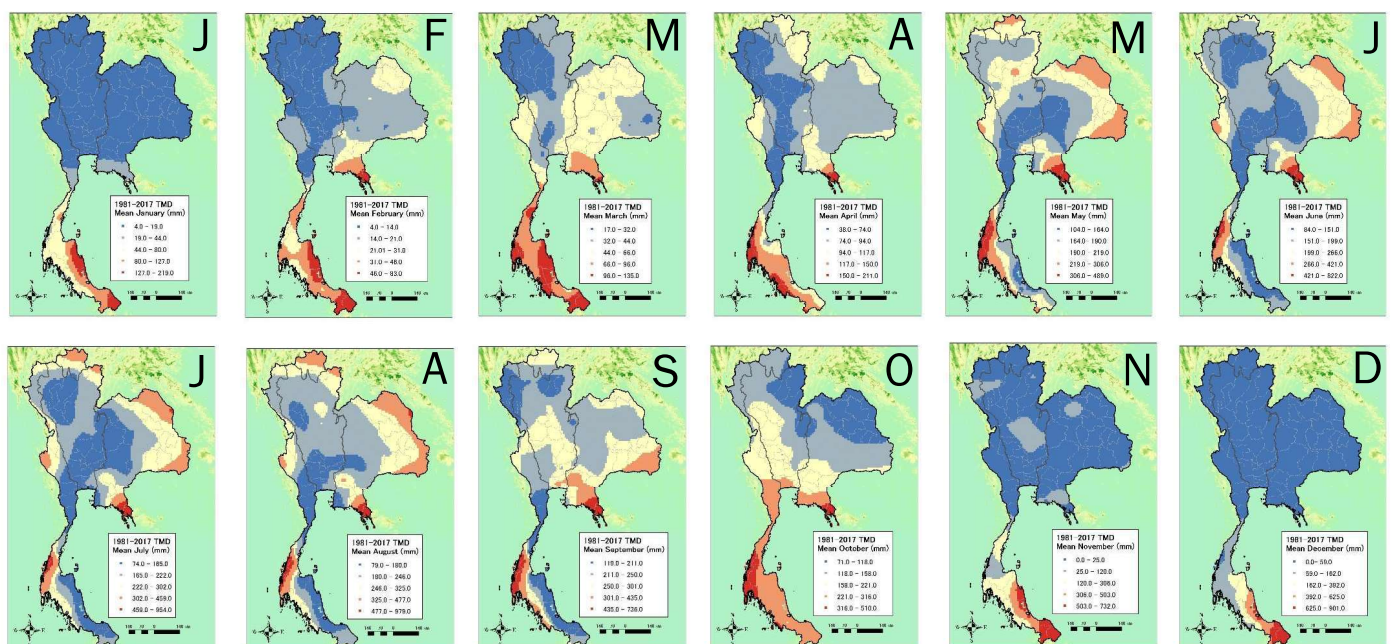 J
1981-2017 TMD
Mean January (mm)
4.0 - 19.0
19.0 - 44.0
44.0 - 80.0
80.0 - 127.0
127.0 - 219.0
F
1981-2017 TMD
Mean February (mm)
4.0 - 14.0
14.0 - 21.0
21.01 - 31.0
31.0 - 46.0
46.0 - 83.0
M
1981-2017 TMD
Mean March (mm)
17.0 - 32.0
32.0 - 44.0
44.0 - 66.0
66.0 - 96.0
96.0 - 135.0
A
1981-2017 TMD
Mean April (mm)
38.0 - 74.0
74.0 - 94.0
94.0 - 117.0
117.0 - 150.0
150.0 - 211.0
M
1981-2017 TMD
Mean May (mm)
104.0 - 164.0
164.0 - 190.0
190.0 - 219.0
219.0 - 306.0
306.0 - 489.0
J
1981-2017 TMD
Mean June (mm)
84.0 - 151.0
151.0 - 199.0
199.0 - 266.0
266.0 - 421.0
421.0 - 822.0
J
1981-2017 TMD
Mean July (mm)
74.0 - 165.0
165.0 - 222.0
222.0 - 302.0
302.0 - 459.0
459.0 - 954.0
A
1981-2017 TMD
Mean August (mm)
79.0 - 180.0
180.0 - 246.0
246.0 - 325.0
325.0 - 477.0
477.0 - 979.0
S
1981-2017 TMD
Mean September (mm)
119.0 - 211.0
211.0 - 250.0
250.0 - 301.0
301.0 - 435.0
435.0 - 736.0
O
1981-2017 TMD
Mean October (mm)
71.0 - 118.0
118.0 - 158.0
158.0 - 221.0
221.0 - 316.0
316.0 - 510.0
N
1981-2017 TMD
Mean November (mm)
0.0 - 25.0
25.0 - 120.0
120.0 - 306.0
306.0 - 503.0
503.0 - 732.0
D
1981-2017 TMD
Mean December (mm)
0.0 - 59.0
59.0 - 162.0
162.0 - 392.0
392.0 - 625.0
625.0 - 901.0